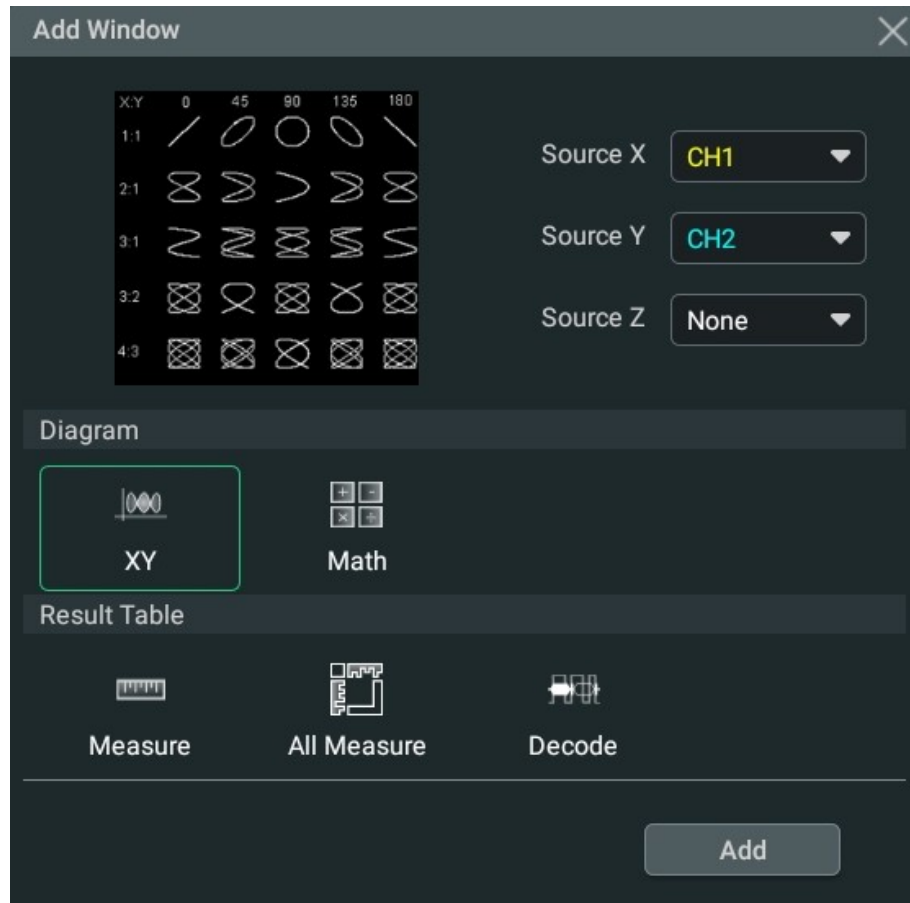 Add Window
X:Y 0 45 90 135 180
1:1
2:1
3:1
3:2
4:3
Source X CH1
Source Y CH2
Source Z None
Diagram
XY Math
Result Table
Measure All Measure Decode
Add